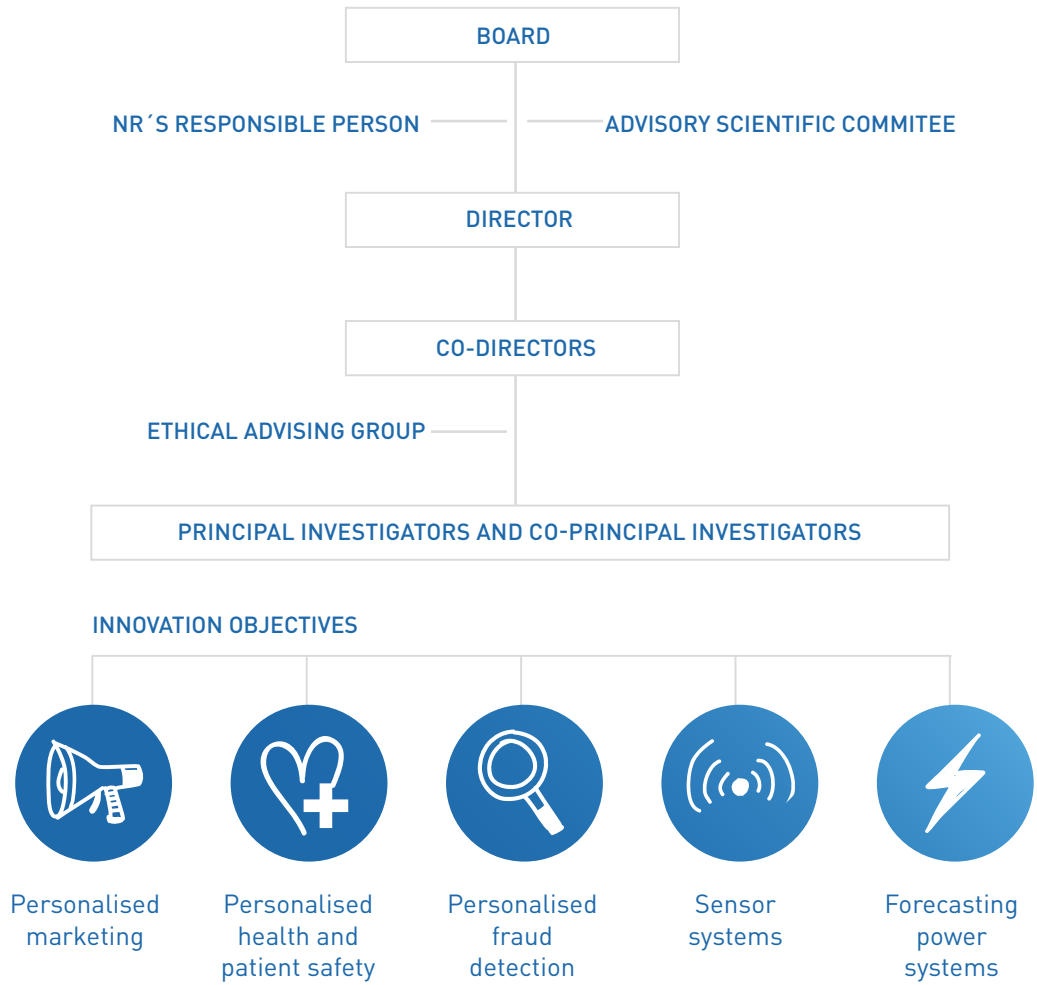 BOARD
NR´S RESPONSIBLE PERSON
ADVISORY SCIENTIFIC COMMITEE
DIRECTOR
CO-DIRECTORS
ETHICAL ADVISING GROUP
PRINCIPAL INVESTIGATORS AND CO-PRINCIPAL INVESTIGATORS
INNOVATION OBJECTIVES
Personalised
marketing
Personalised
health and
patient safety
Personalised
fraud
detection
Sensor
systems
Forecasting
power
systems